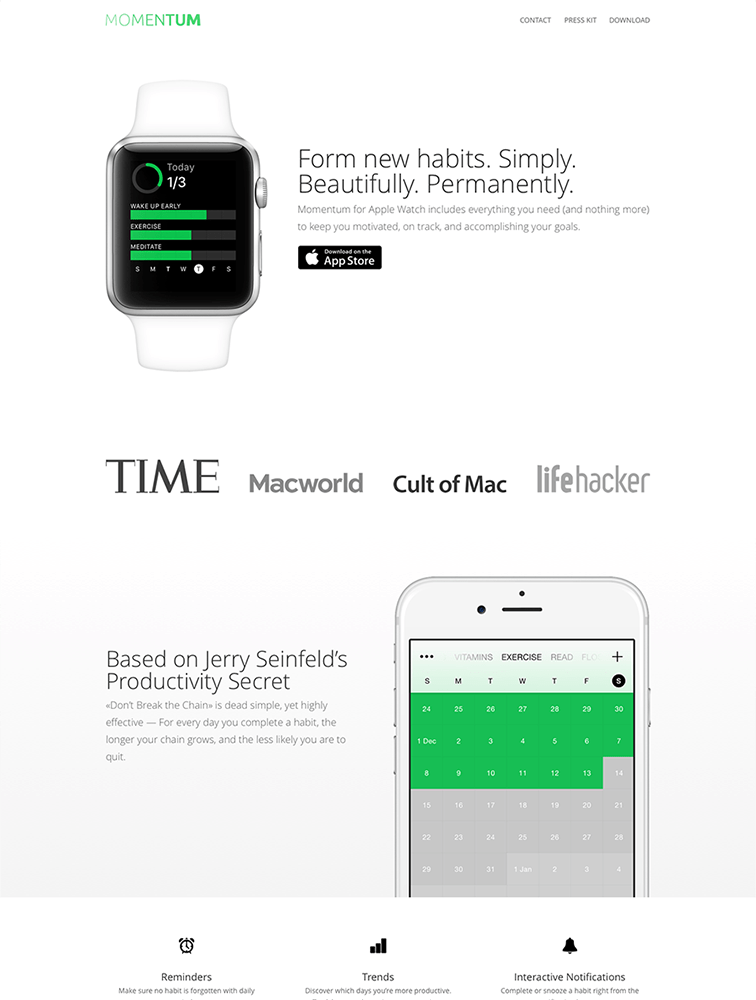 MOMENTUM
CONTACT PRESS KIT DOWNLOAD
Today
1/3
WAKE UP EARLY
EXERCISE
MEDITATE
S M T W T F S
Form new habits. Simply.
Beautifully. Permanently.
Momentum for Apple Watch includes everything you need (and nothing more)
to keep you motivated, on track, and accomplishing your goals.
Download on the
App Store
TIME
Macworld
Cult of Mac
lifehacker
Based on Jerry Seinfeld's
Productivity Secret
«Don't Break the Chain» is dead simple, yet highly
effective — For every day you complete a habit, the
longer your chain grows, and the less likely you are to
quit.
••• VITAMINS EXERCISE READ FLO +
S M T W T F S
24 25 26 27 28 29 30
1 Dec 2 3 4 5 6 7
8 9 10 11 12 13 14
15 16 17 18 19 20 21
22 23 24 25 26 27 28
29 30 31 1 Jan 2 3 4
Reminders
Make sure no habit is forgotten with daily
Trends
Discover which days you're more productive.
Interactive Notifications
Complete or snooze a habit right from the